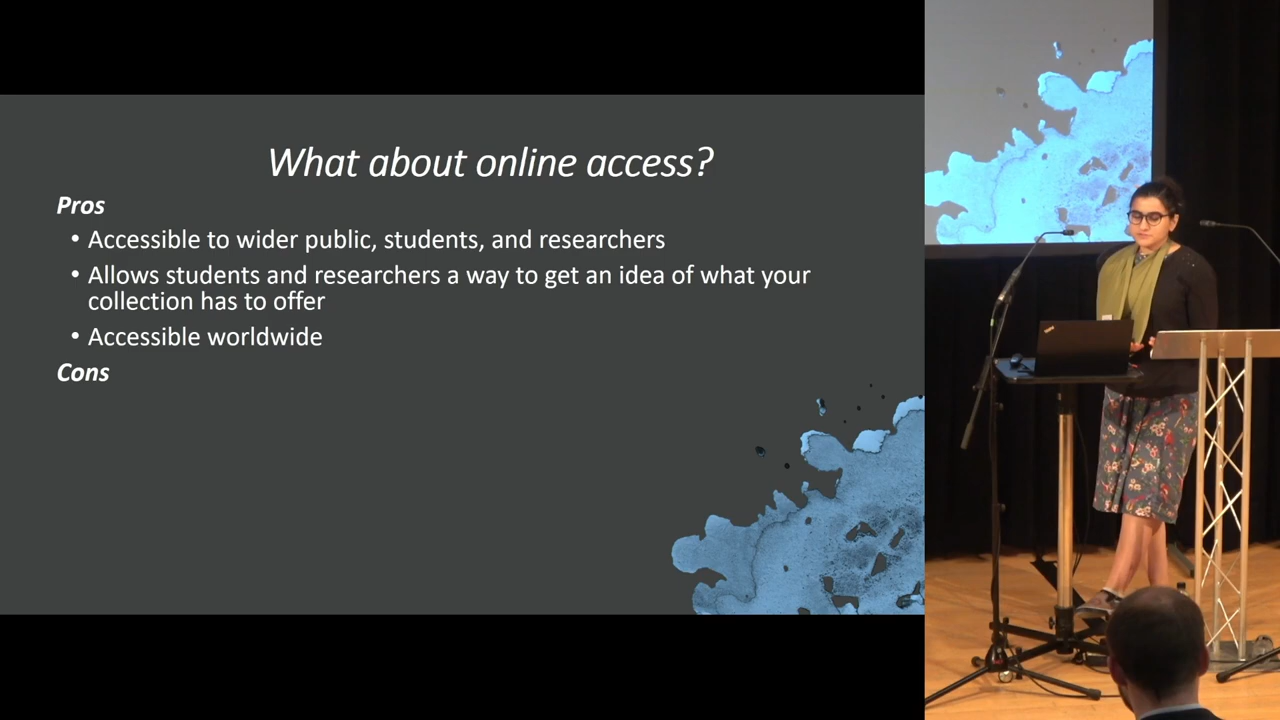 What about online access?
Pros
• Accessible to wider public, students, and researchers
• Allows students and researchers a way to get an idea of what your
collection has to offer
• Accessible worldwide
Cons